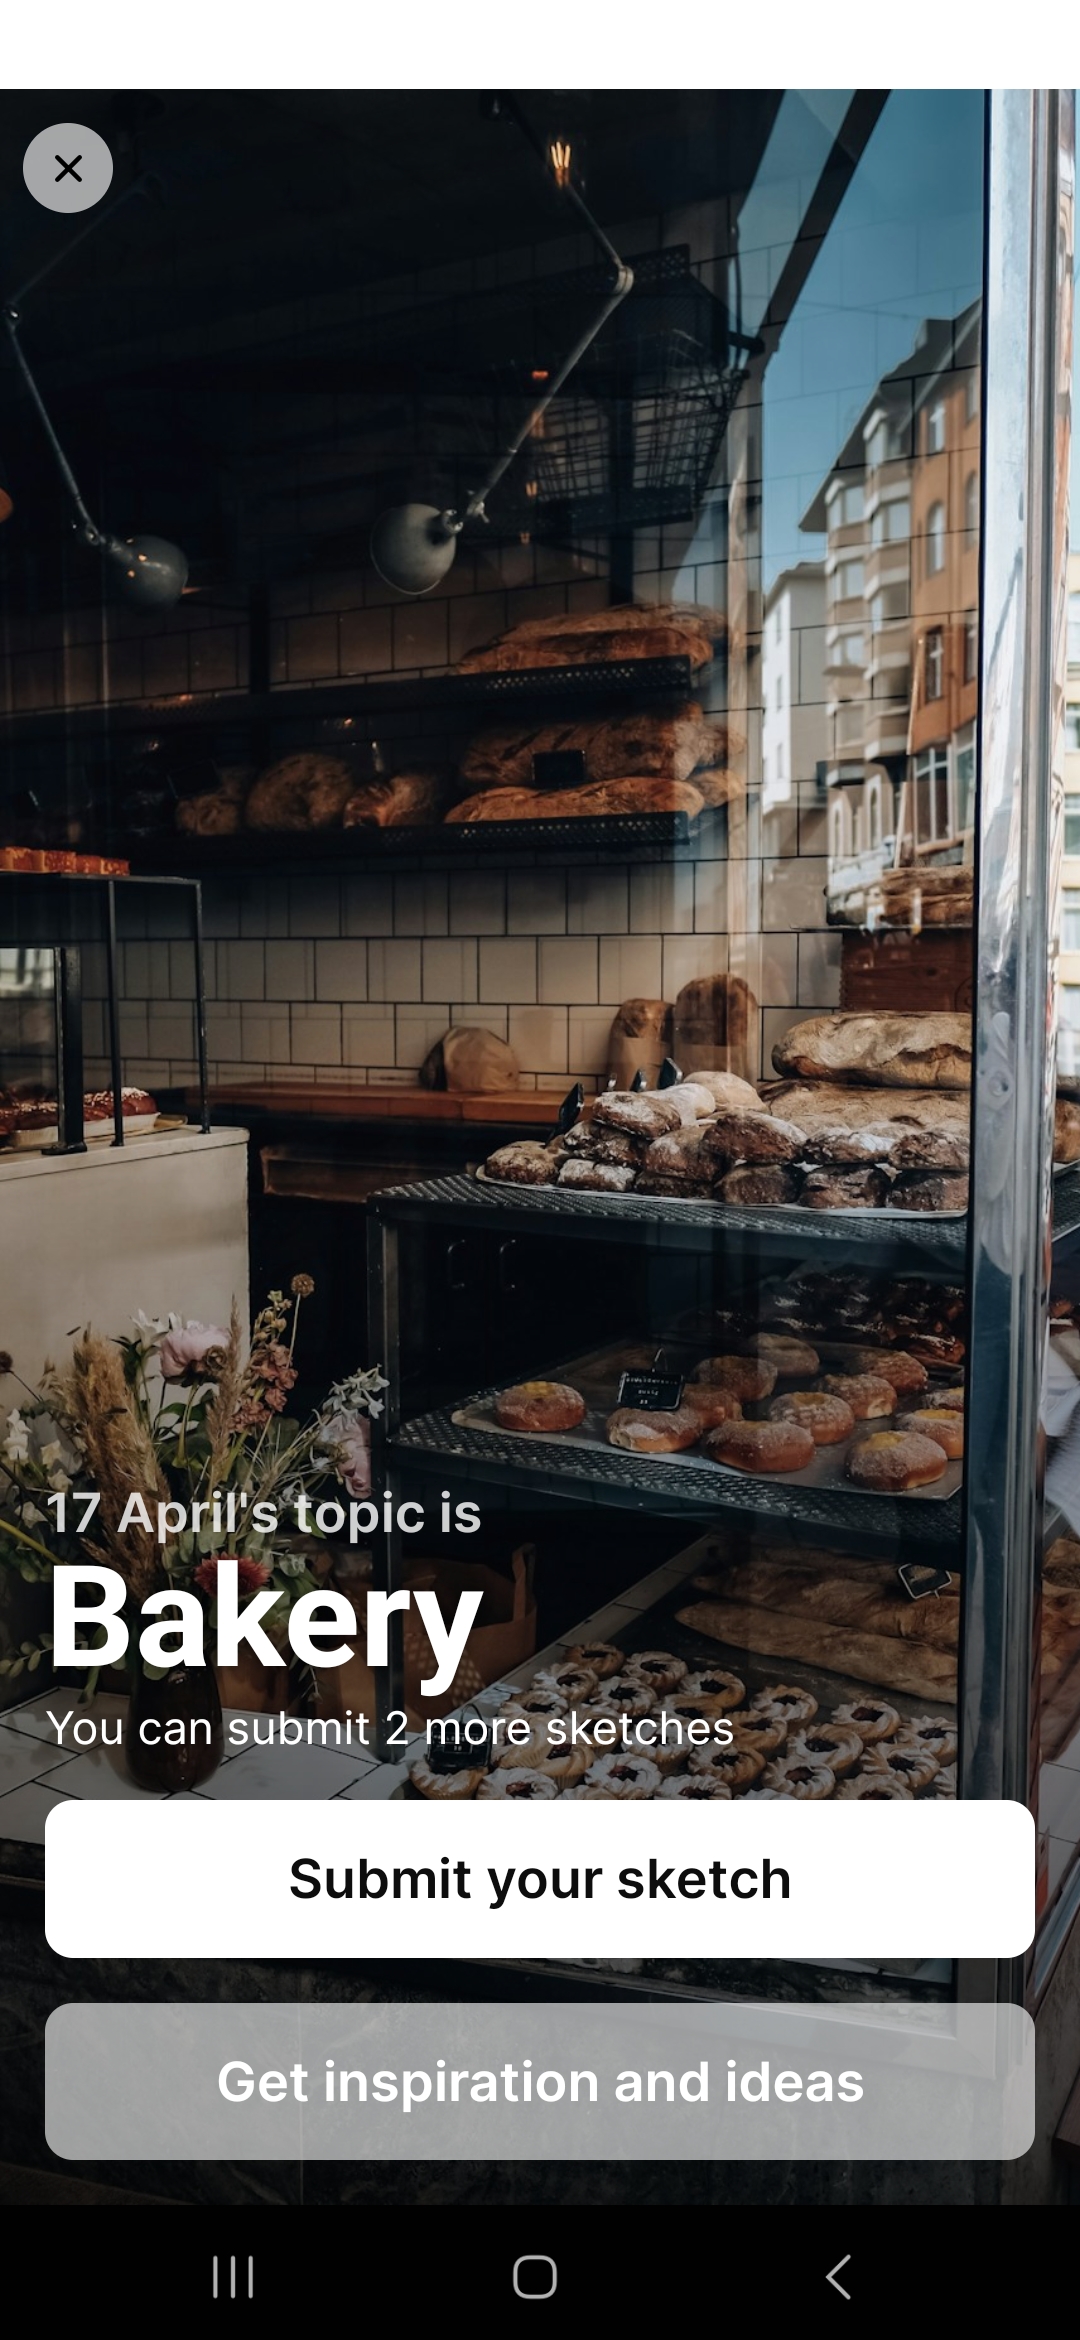 17 April's topic is
Bakery
You can submit 2 more sketches
Submit your sketch
Get inspiration and ideas